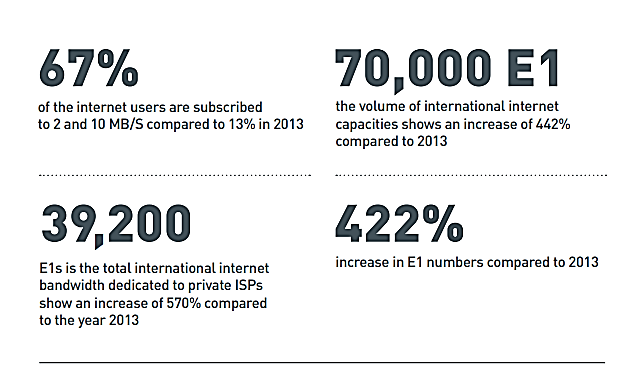 67%
of the internet users are subscribed
to 2 and 10 MB/S compared to 13% in 2013
70,000 E1
the volume of international internet
capacities shows an increase of 442%
compared to 2013
39,200
E1s is the total international internet
bandwidth dedicated to private ISPs
show an increase of 570% compared
to the year 2013
422%
increase in E1 numbers compared to 2013